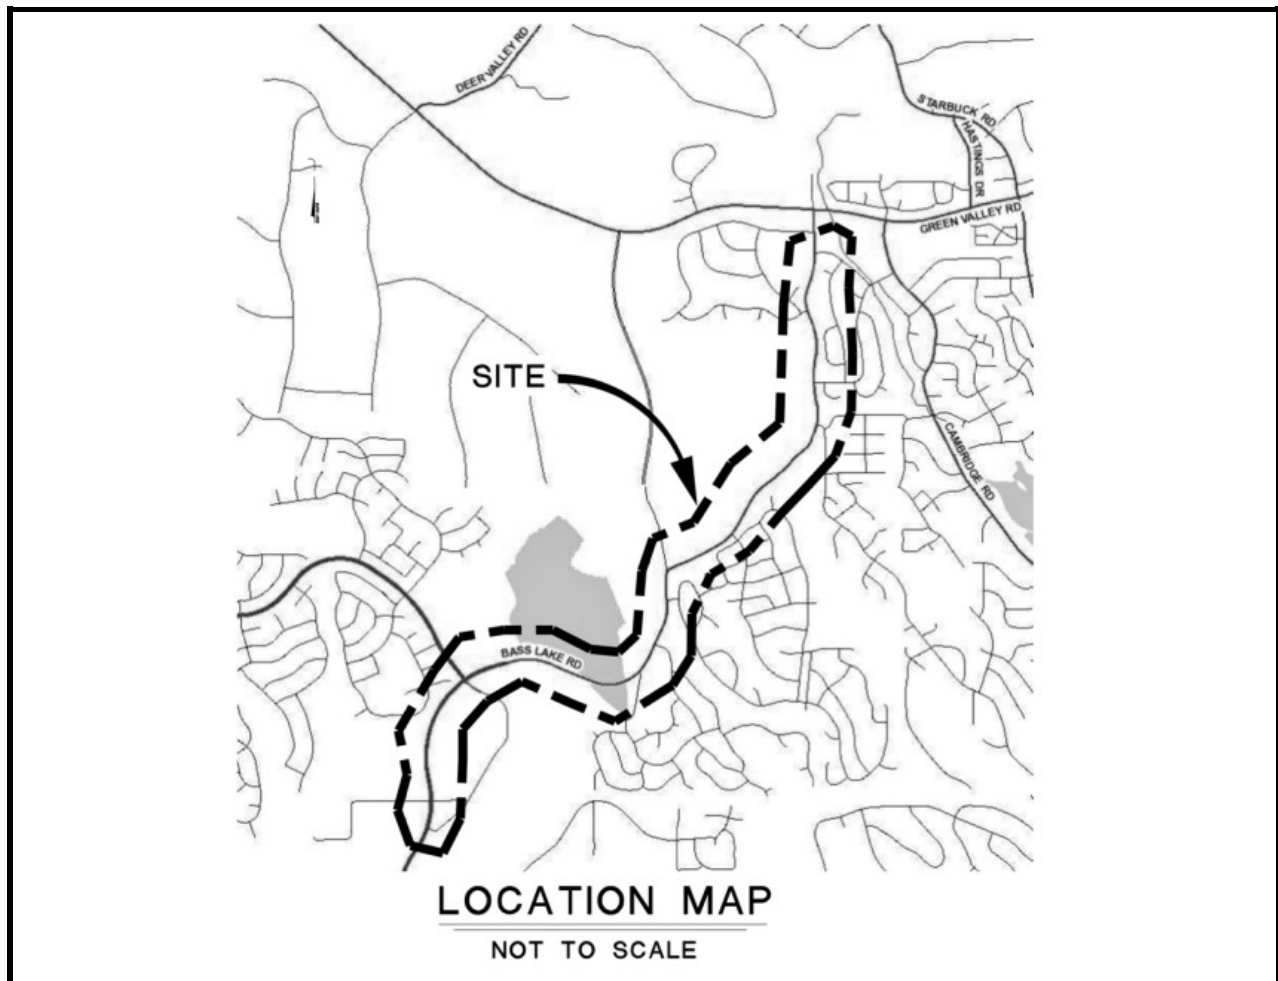 DEER VALLEY RD
STARBUCK RD
HASTINGS DR
GREEN VALLEY RD
SITE
CAMBRIDGE RD
BASS LAKE RD
LOCATION MAP
NOT TO SCALE